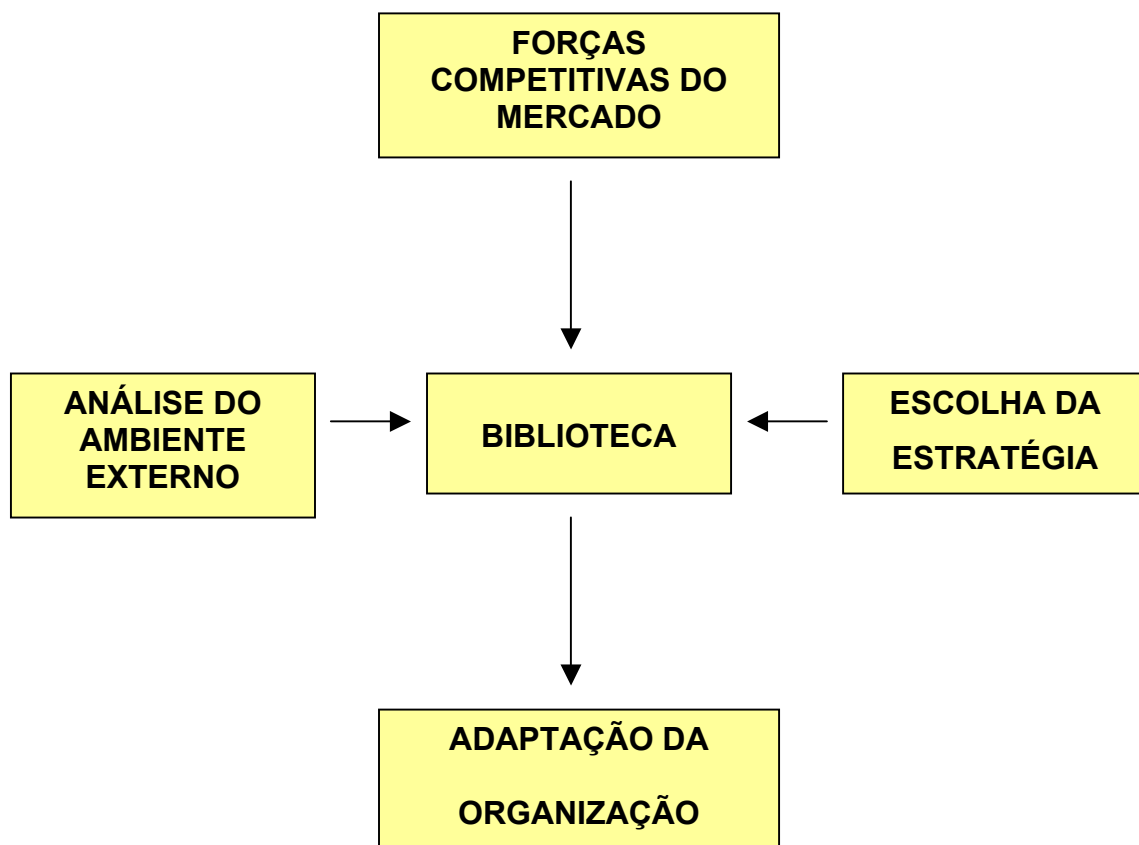 FORÇAS
COMPETITIVAS DO
MERCADO
ANÁLISE DO
AMBIENTE
EXTERNO
BIBLIOTECA
ESCOLHA DA
ESTRATÉGIA
ADAPTAÇÃO DA
ORGANIZAÇÃO